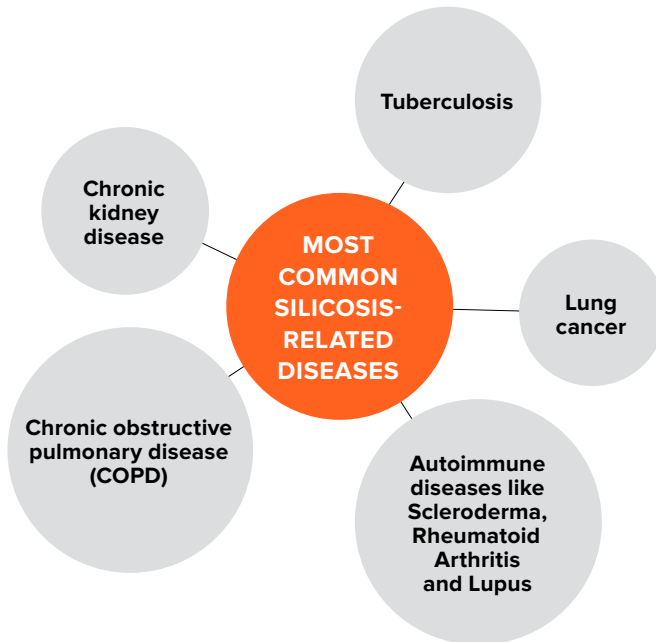 Tuberculosis
Chronic
kidney
disease
MOST
COMMON
SILICOSIS-
RELATED
DISEASES
Lung
cancer
Chronic obstructive
pulmonary disease
(COPD)
Autoimmune
diseases like
Scleroderma,
Rheumatoid
Arthritis
and Lupus